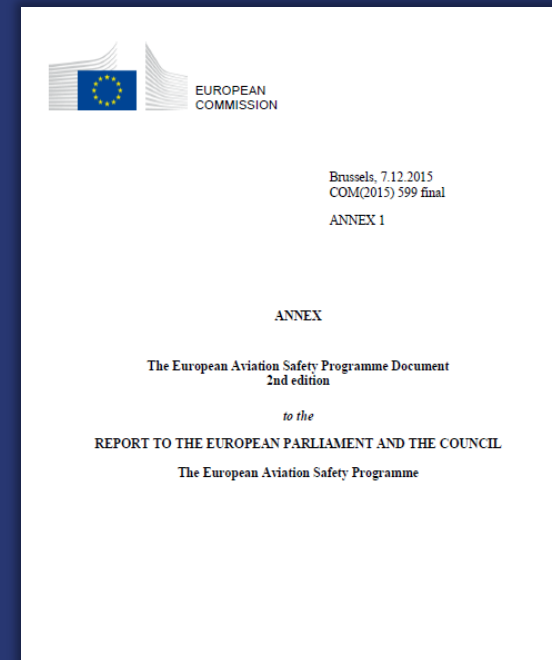 EUROPEAN
COMMISSION
Brussels, 7.12.2015
COM(2015) 599 final
ANNEX 1
ANNEX
The European Aviation Safety Programme Document
2nd edition
to the
REPORT TO THE EUROPEAN PARLIAMENT AND THE COUNCIL
The European Aviation Safety Programme